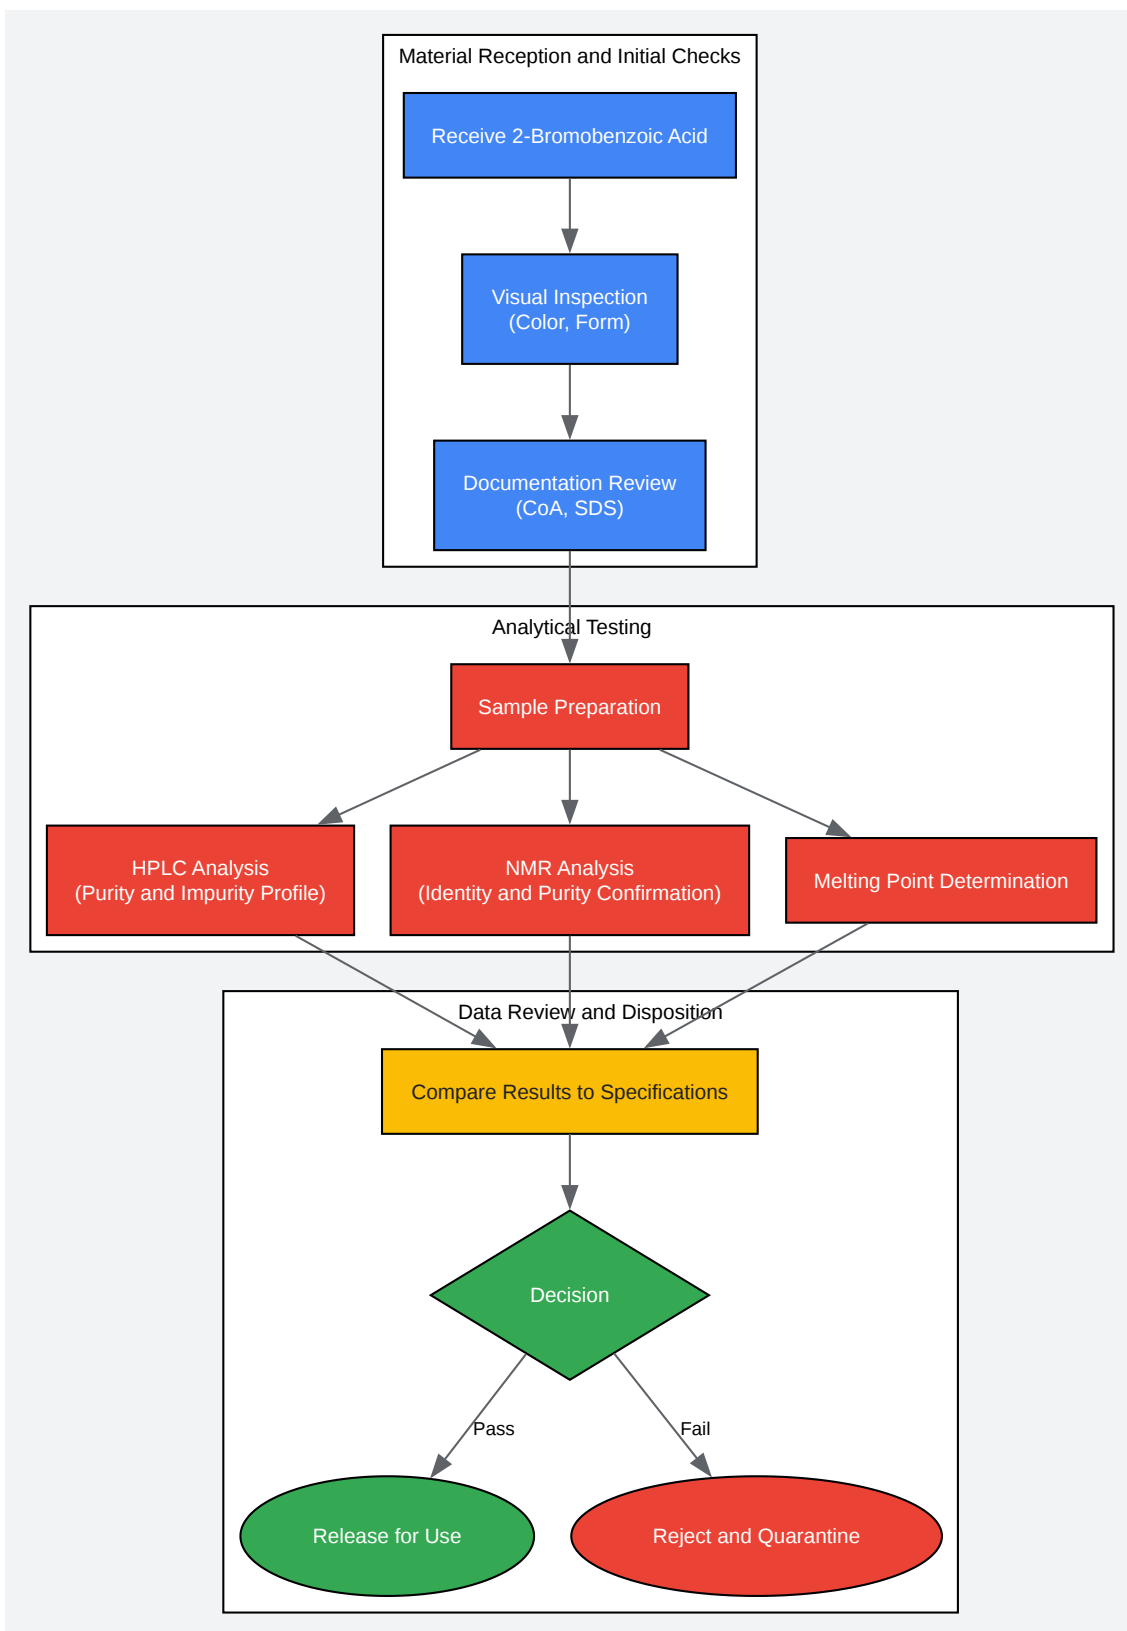 Material Reception and Initial Checks
Receive 2-Bromobenzoic Acid
Visual Inspection
(Color, Form)
Documentation Review
(CoA, SDS)
Analytical Testing
Sample Preparation
HPLC Analysis
(Purity and Impurity Profile)
NMR Analysis
(Identity and Purity Confirmation)
Melting Point Determination
Data Review and Disposition
Compare Results to Specifications
Decision
Pass
Fail
Release for Use
Reject and Quarantine